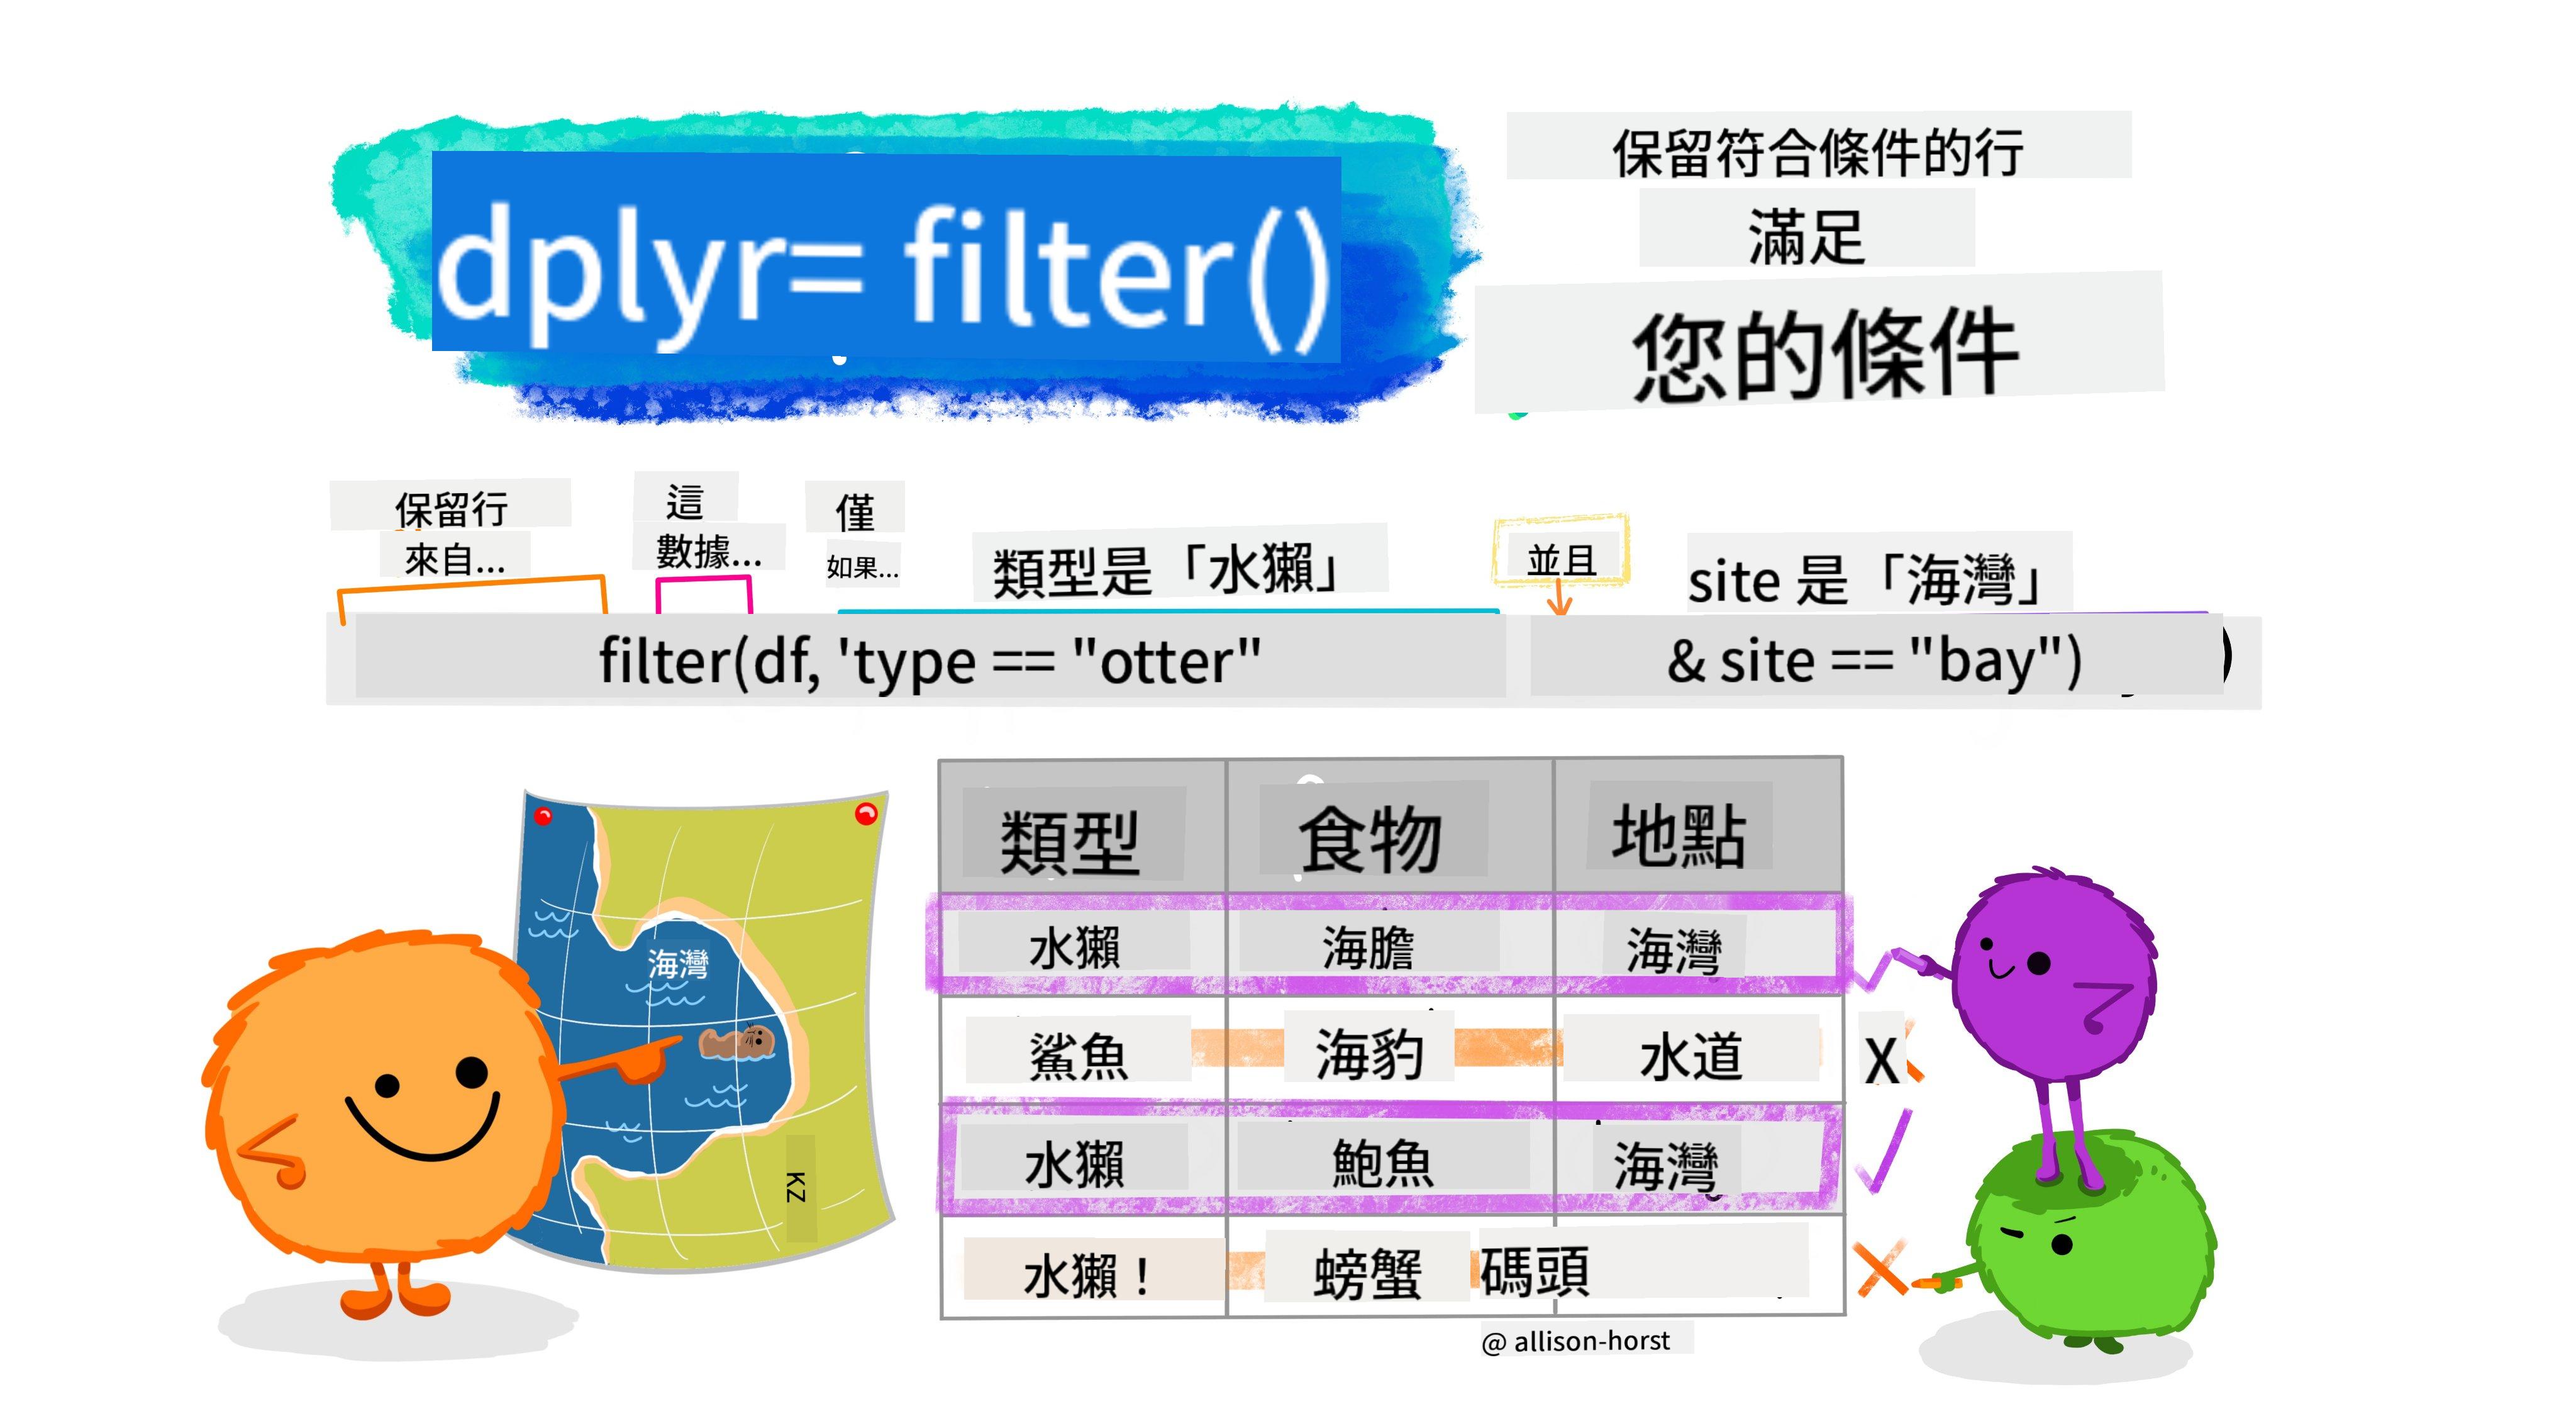 dplyr= filter()
保留符合條件的行
滿足
您的條件
保留行
來自...
這
數據...
僅
如果...
類型是「水獺」
並且
site 是「海灣」
filter(df, 'type == "otter"
& site == "bay")
海灣
KZ
類型 食物 地點
水獺 海膽 海灣
鯊魚 海豹 水道
X
水獺 鮑魚 海灣
水獺！ 螃蟹 碼頭
@ allison-horst